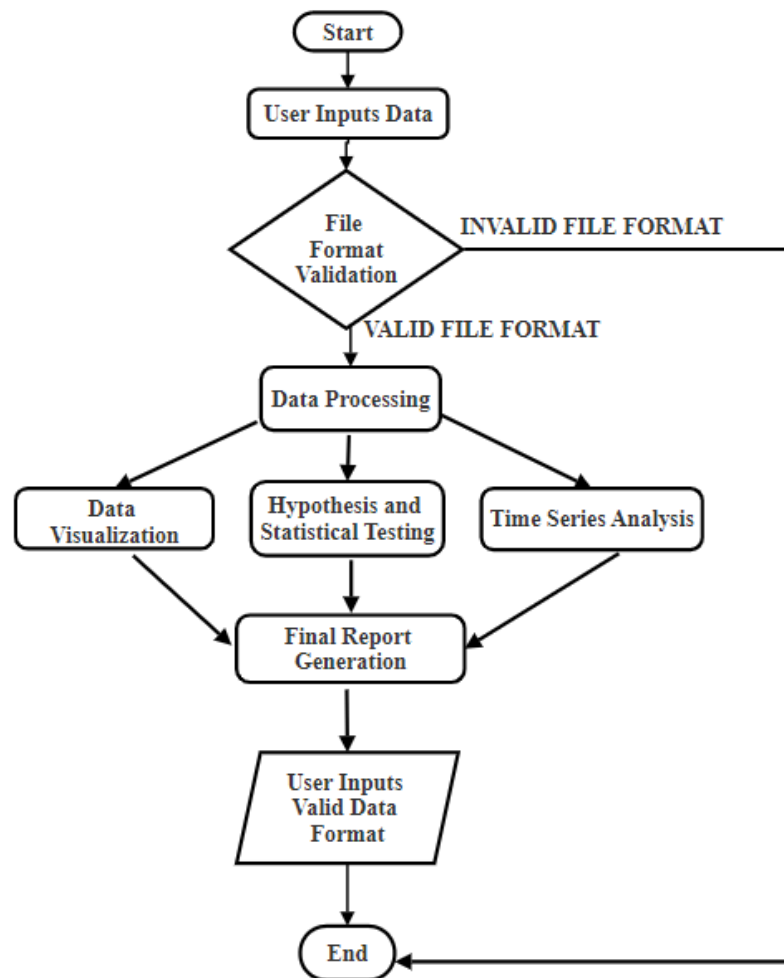 Start
User Inputs Data
File
Format
Validation
INVALID FILE FORMAT
VALID FILE FORMAT
Data Processing
Data
Visualization
Hypothesis and
Statistical Testing
Time Series Analysis
Final Report
Generation
User Inputs
Valid Data
Format
End